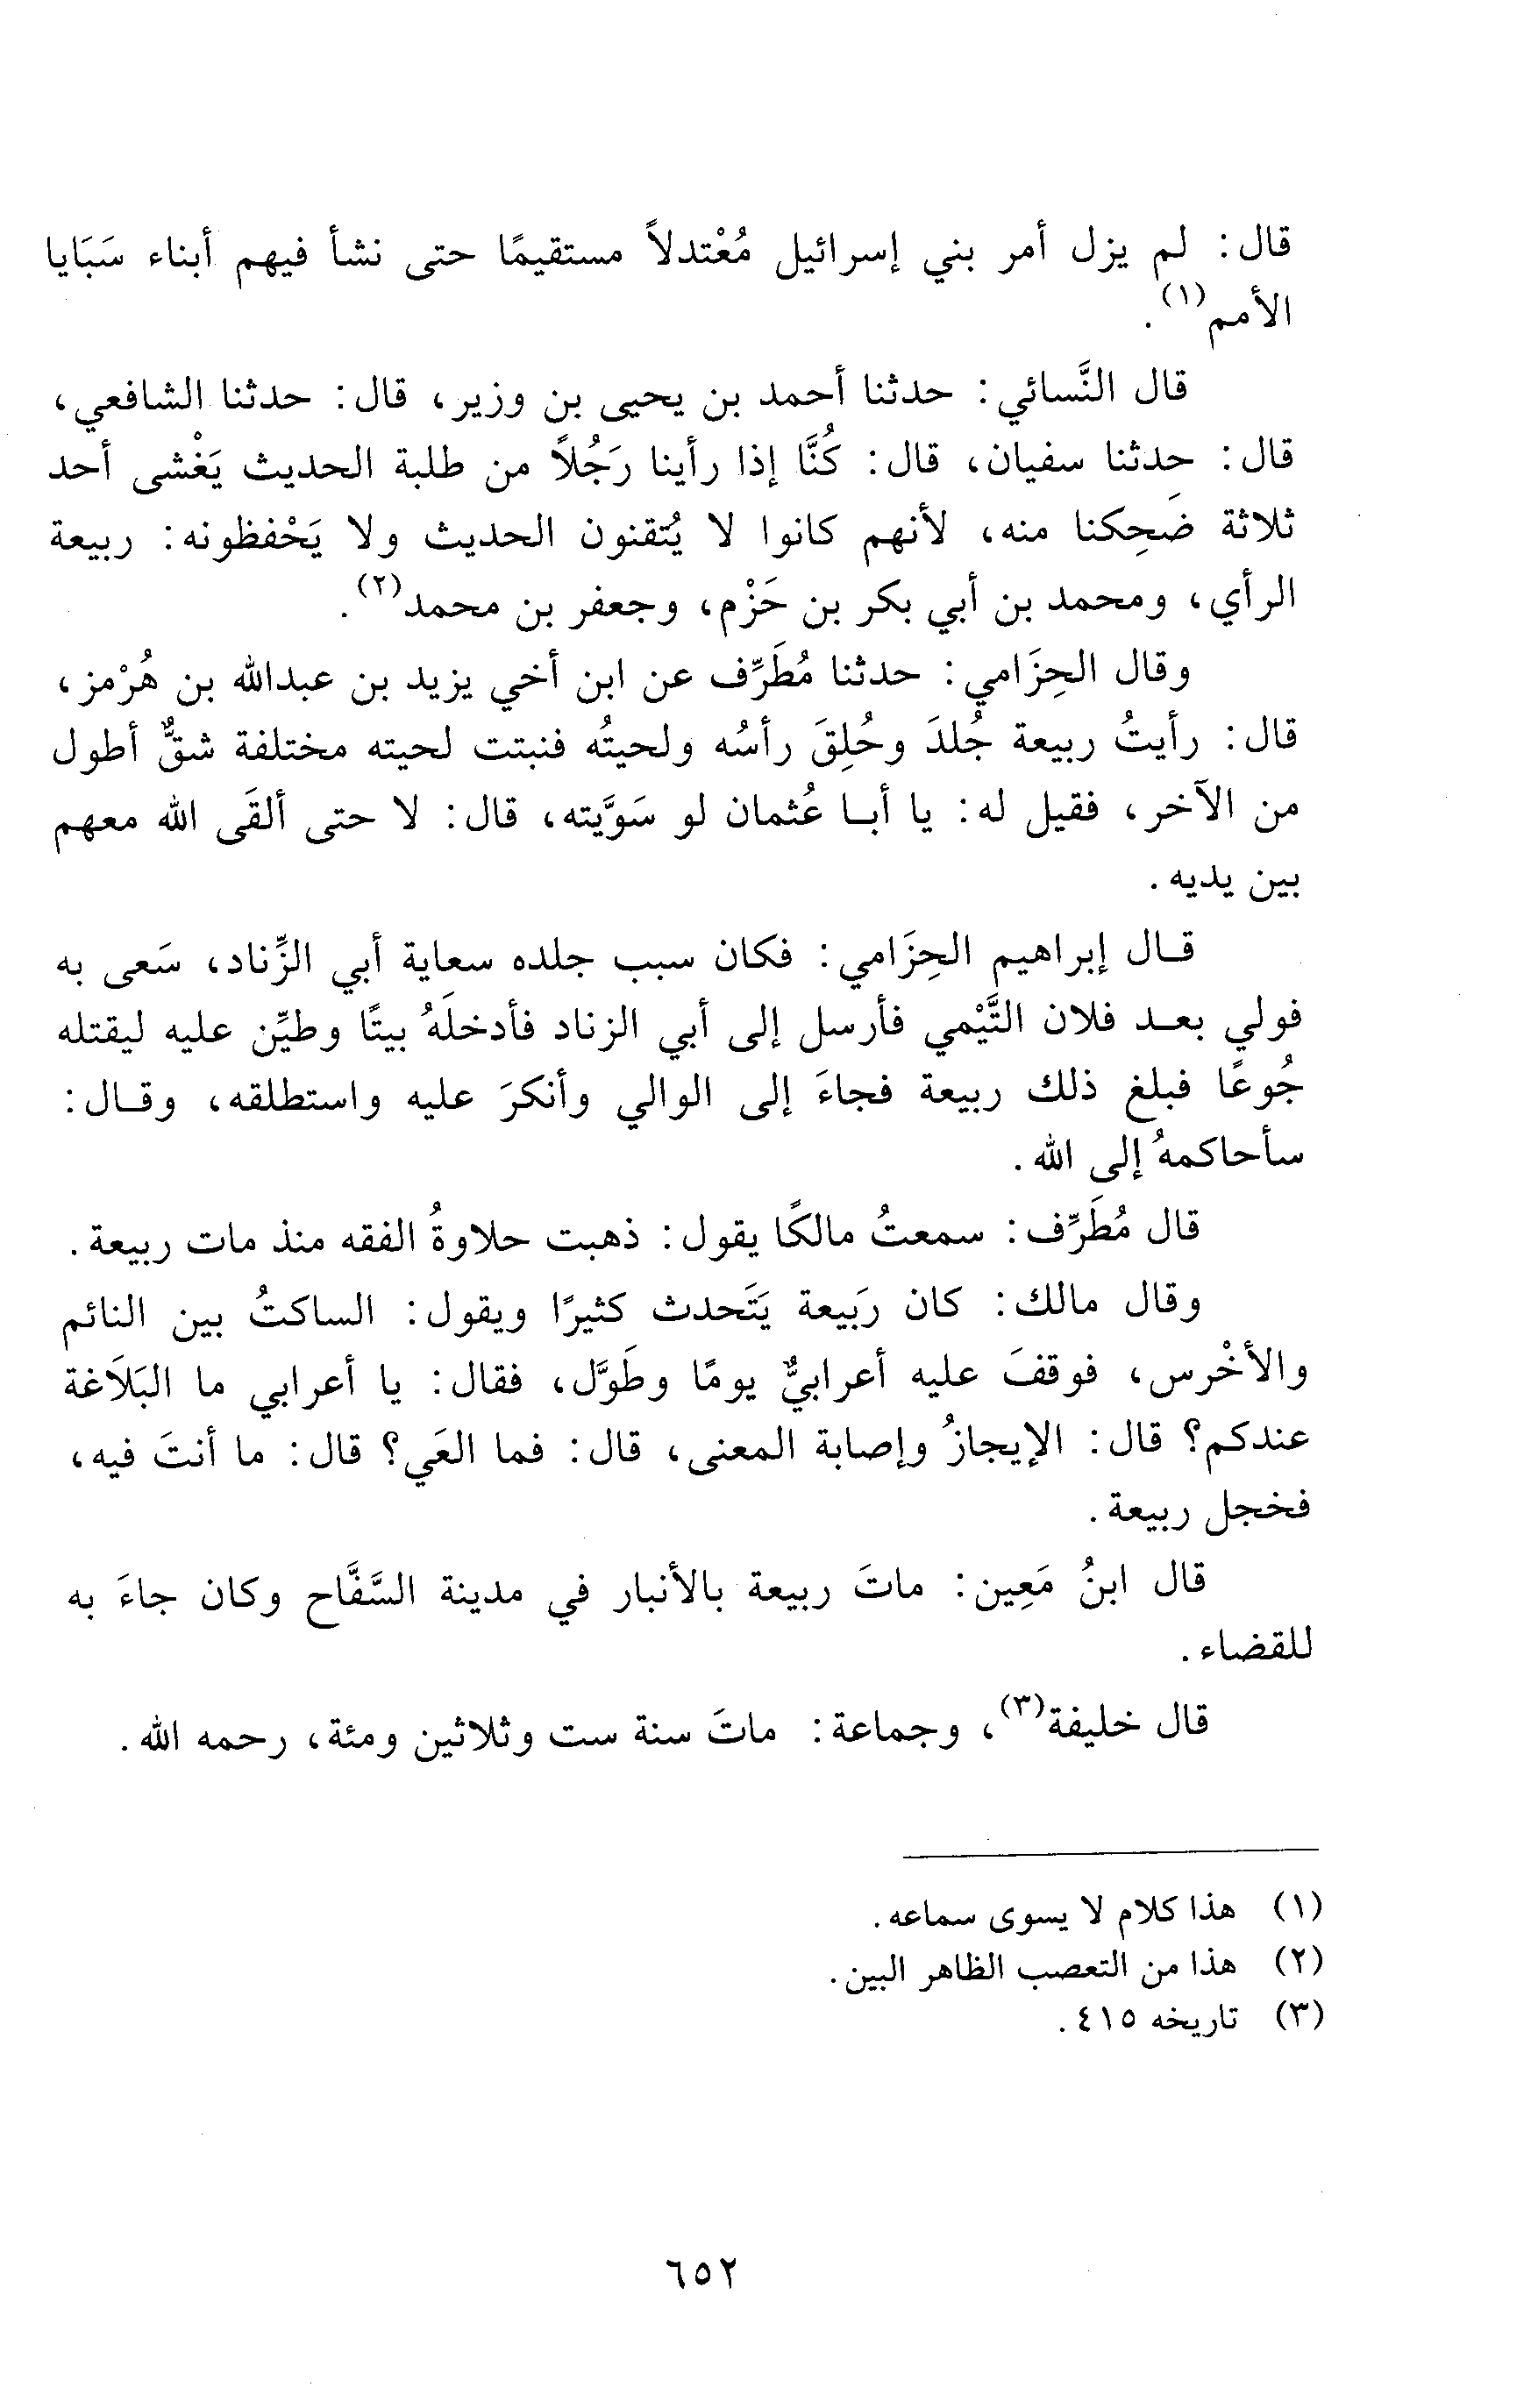 قال: لم يزل أمر بني إسرائيل مُعْتدلاً مستقيمًا حتى نشأ فيهم أبناء سَبَايا
الأمم(١).
قال النَّسائي: حدثنا أحمد بن يحيى بن وزير، قال: حدثنا الشافعي،
قال: حدثنا سفيان، قال: كُنَّا إذا رأينا رَجُلاً من طلبة الحديث يَغْشى أحد
ثلاثة ضَحِكنا منه، لأنهم كانوا لا يُتقنون الحديث ولا يَحْفظونه: ربيعة
الرأي، ومحمد بن أبي بكر بن حَزْم، وجعفر بن محمد(٢).
وقال الحِزَامي: حدثنا مُطَرِّف عن ابن أخي يزيد بن عبدالله بن هُرْمز،
قال: رأيتُ ربيعة جُلدَ وحُلِقَ رأسُه ولحيتُه فنبتت لحيته مختلفة شقٌّ أطول
من الآخر، فقيل له: يا أبا عُثمان لو سَوَّيته، قال: لا حتى ألقَى الله معهم
بين يديه.
قال إبراهيم الحِزَامي: فكان سبب جلده سعاية أبي الزِّناد، سَعى به
فولي بعد فلان التَّيْمي فأرسل إلى أبي الزناد فأدخلَهُ بيتًا وطيِّن عليه ليقتله
جُوعًا فبلغ ذلك ربيعة فجاءَ إلى الوالي وأنكرَ عليه واستطلقه، وقال:
سأحاكمهُ إلى الله.
قال مُطَرِّف: سمعتُ مالكًا يقول: ذهبت حلاوةُ الفقه منذ مات ربيعة.
وقال مالك: كان رَبيعة يَتَحدث كثيرًا ويقول: الساكتُ بين النائم
والأخْرس، فوقفَ عليه أعرابيٌّ يومًا وطَوَّل، فقال: يا أعرابي ما البَلَاغة
عندكم؟ قال: الإيجازُ وإصابة المعنى، قال: فما العَي؟ قال: ما أنتَ فيه،
فخجل ربيعة.
قال ابنُ مَعِين: ماتَ ربيعة بالأنبار في مدينة السَّفَّاح وكان جاءَ به
للقضاء.
قال خليفة(٣)، وجماعة: ماتَ سنة ست وثلاثين ومئة، رحمه الله.
(١) هذا كلام لا يسوى سماعه.
(٢) هذا من التعصب الظاهر البين.
(٣) تاريخه ٤١٥.
٦٥٢